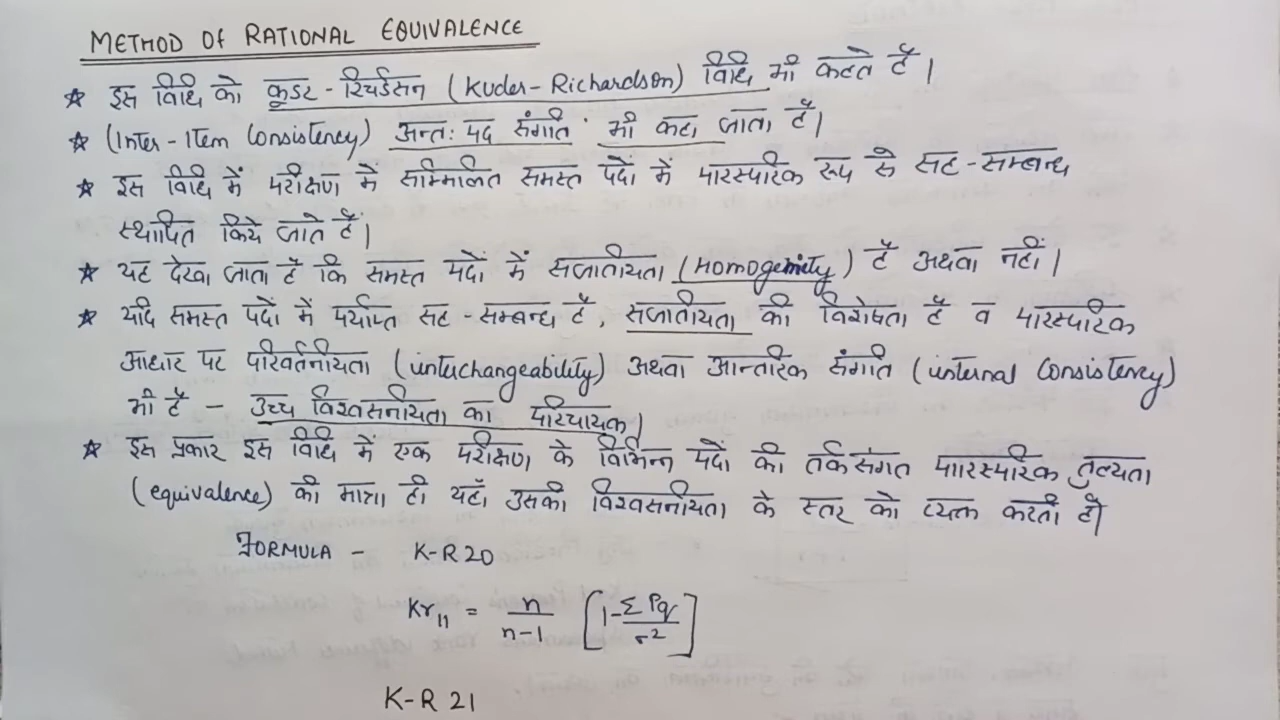 METHOD OF RATIONAL EQUIVALENCE
☆ इस विधि को कूडर - रिचर्डसन (Kuder-Richardson) विधि भी कहते हैं।
☆ (Inter-Item Consistency) अन्त: पद संगति भी कहा जाता है।
☆ इस विधि में परीक्षण में सम्मिलित समस्त पदों में पारस्परिक रूप से सह-सम्बन्ध
स्थापित किये जाते हैं।
☆ यह देखा जाता है कि समस्त पदों में सजातीयता (Homogenity) है अथवा नहीं।
☆ यदि समस्त पदों में पर्याप्त सह-सम्बन्ध है, सजातीयता की विशेषता है व पारस्परिक
आधार पर परिवर्तनीयता (interchangeability) अथवा आन्तरिक संगति (internal Consistency)
भी है - उच्च विश्वसनीयता का परिचायक।
☆ इस प्रकार इस विधि में एक परीक्षण के विभिन्न पदों की तर्कसंगत पारस्परिक तुल्यता
(equivalence) की मात्रा ही यहाँ उसकी विश्वसनीयता के स्तर को व्यक्त करती है।
FORMULA - K-R 20
Kr₁₁ = n/(n-1) [1 - Σ Pq/σ²]
K-R 21